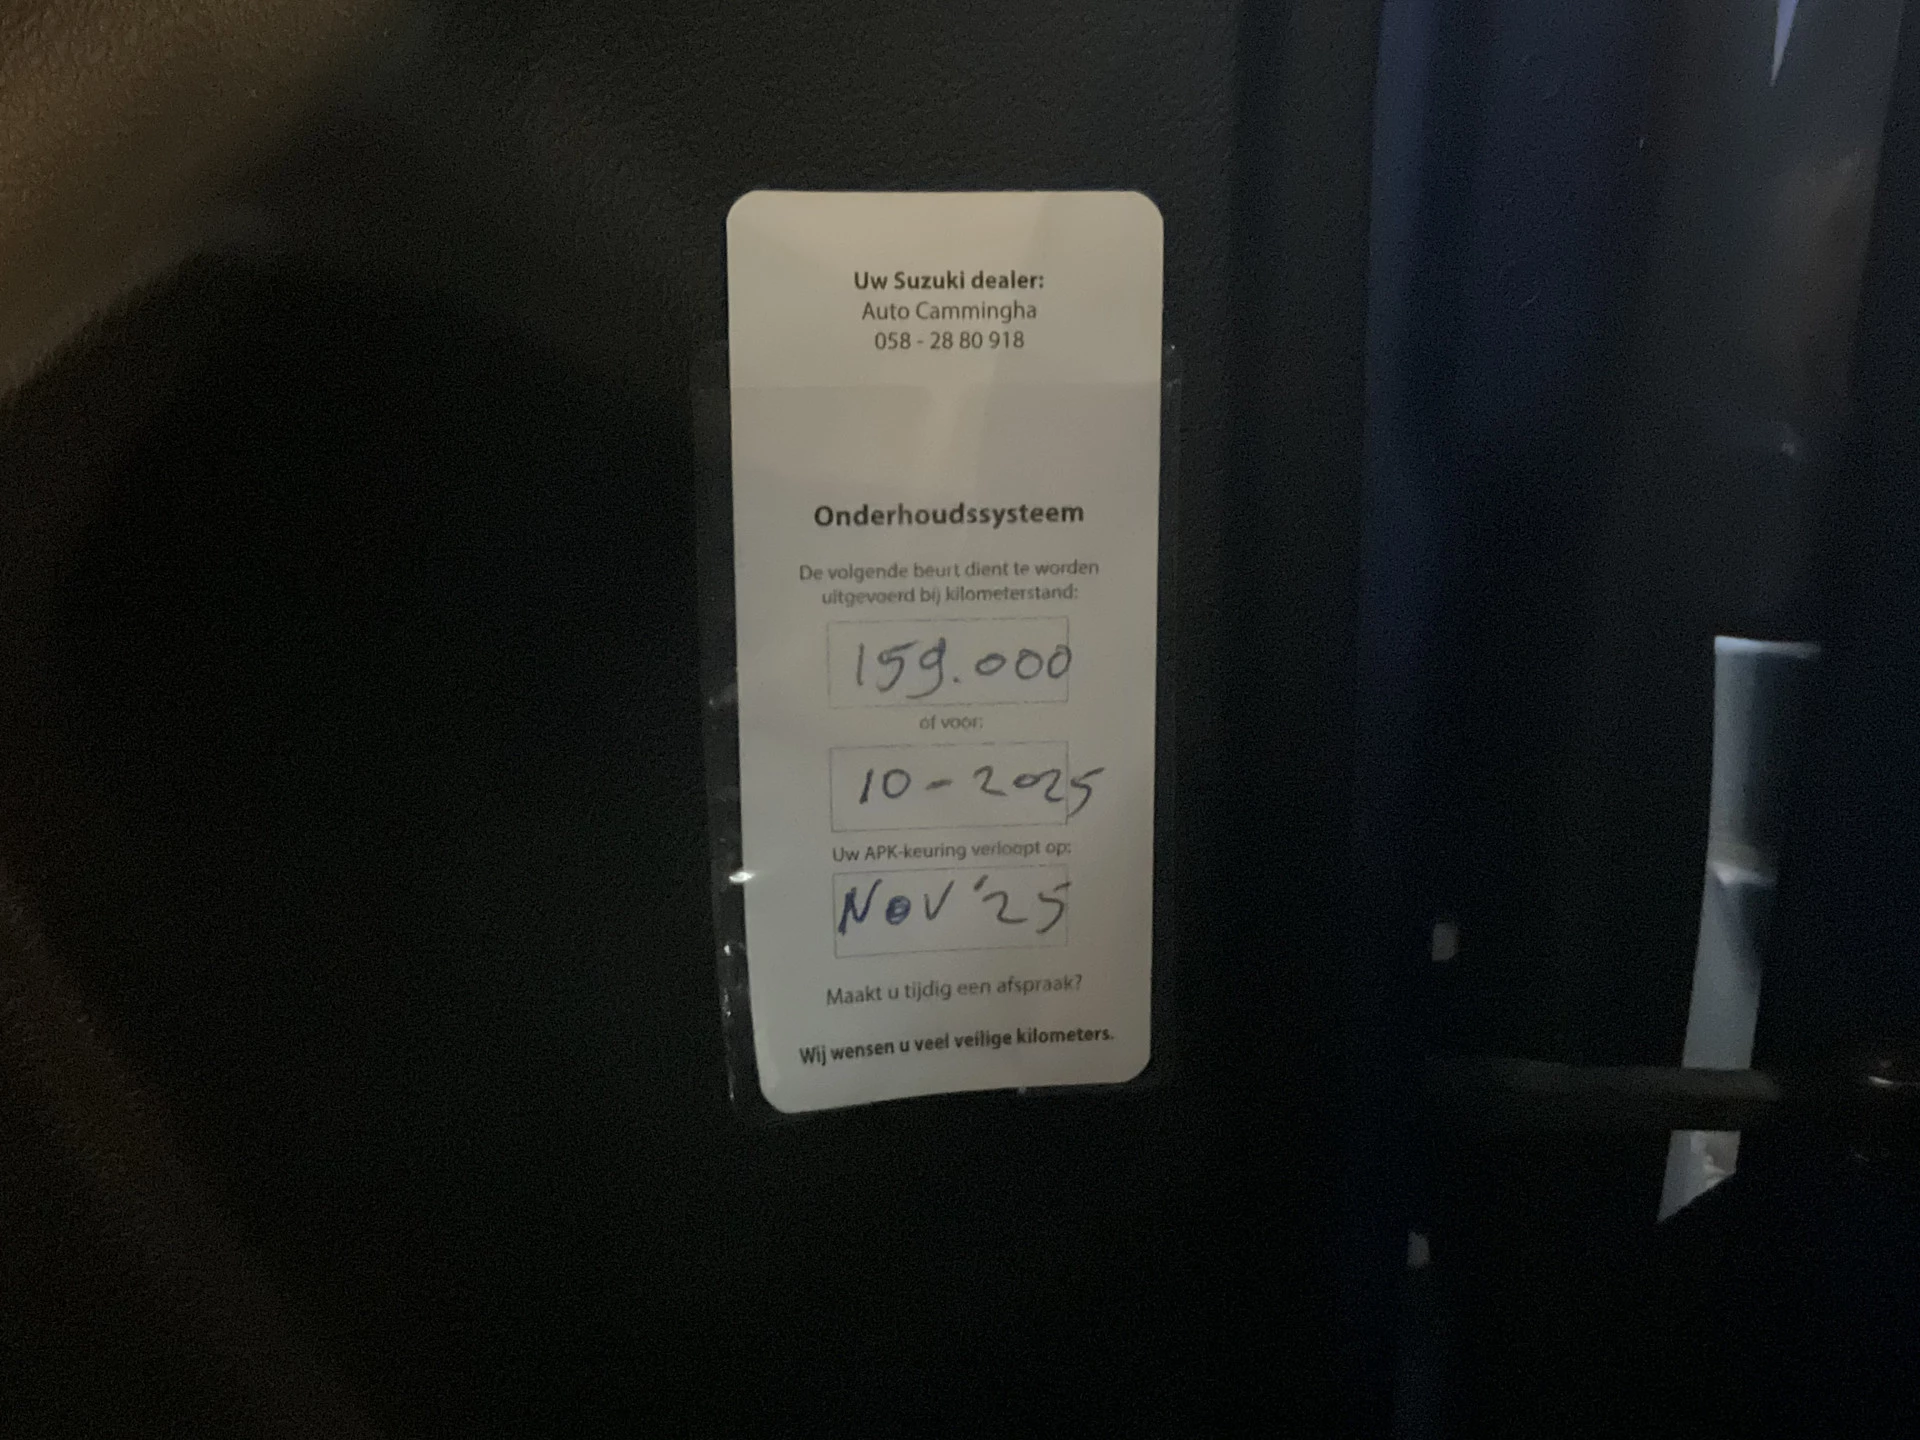 Uw Suzuki dealer:
Auto Cammingha
058 - 28 80 918
Onderhoudssysteem
De volgende beurt dient te worden
uitgevoerd bij kilometerstand:
159.000
of voor:
10-2025
Uw APK-keuring verloopt op:
Nov '25
Maakt u tijdig een afspraak?
Wij wensen u veel veilige kilometers.